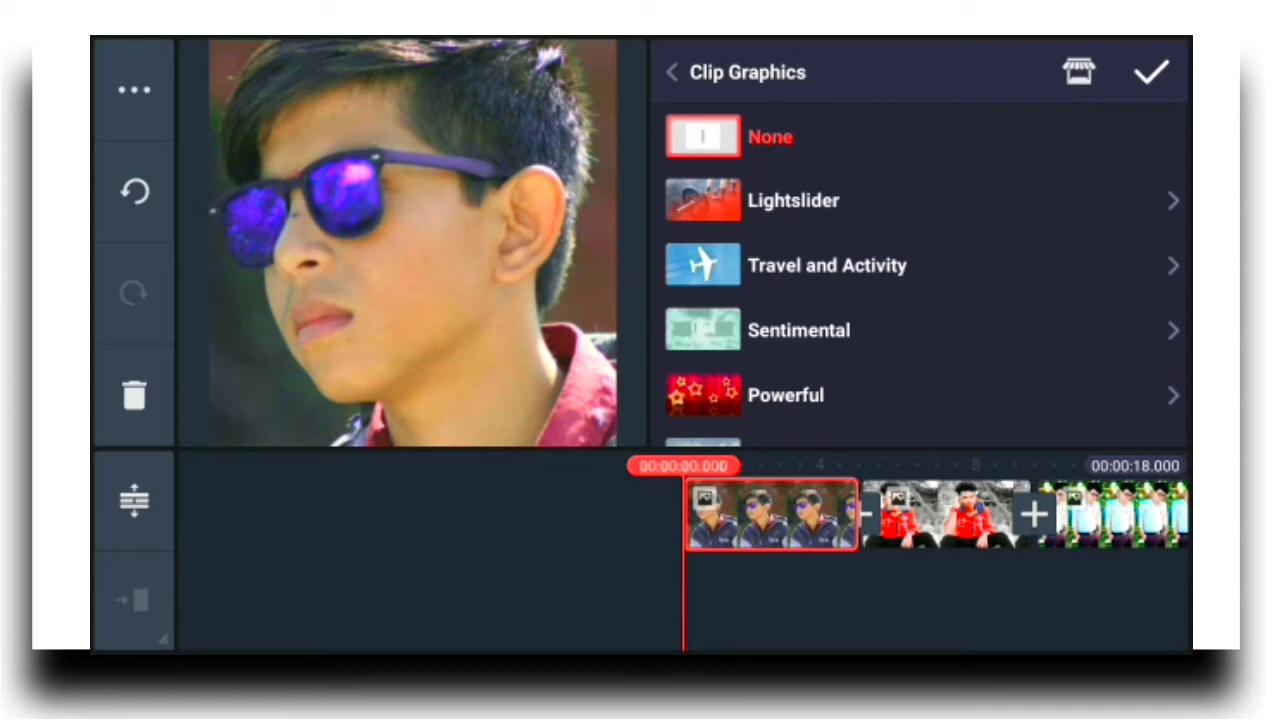 Clip Graphics
None
Lightslider
Travel and Activity
Sentimental
Powerful
00:00:00.000
4
8
00:00:18.000